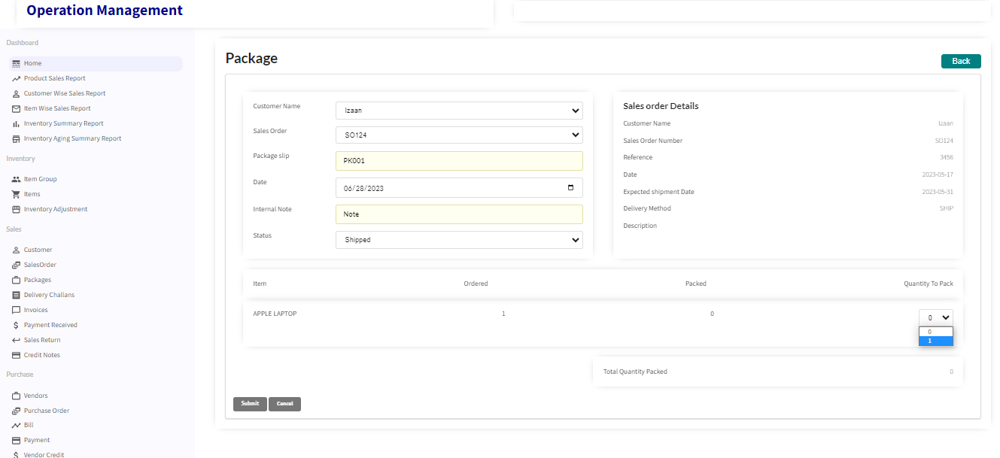 Operation Management
Dashboard
Home
Product Sales Report
Customer Wise Sales Report
Item Wise Sales Report
Inventory Summary Report
Inventory Aging Summary Report
Inventory
Item Group
Items
Inventory Adjustment
Sales
Customer
SalesOrder
Packages
Delivery Challans
Invoices
Payment Received
Sales Return
Credit Notes
Purchase
Vendors
Purchase Order
Bill
Payment
Vendor Credit
Package
Back
Customer Name Izaan
Sales Order SO124
Package slip PK001
Date 06/28/2023
Internal Note Note
Status Shipped
Sales order Details
Customer Name Izaan
Sales Order Number SO124
Reference 3456
Date 2023-05-17
Expected shipment Date 2023-05-31
Delivery Method SHIP
Description
Item Ordered Packed Quantity To Pack
APPLE LAPTOP 1 0 0
0
1
Total Quantity Packed 0
Submit Cancel